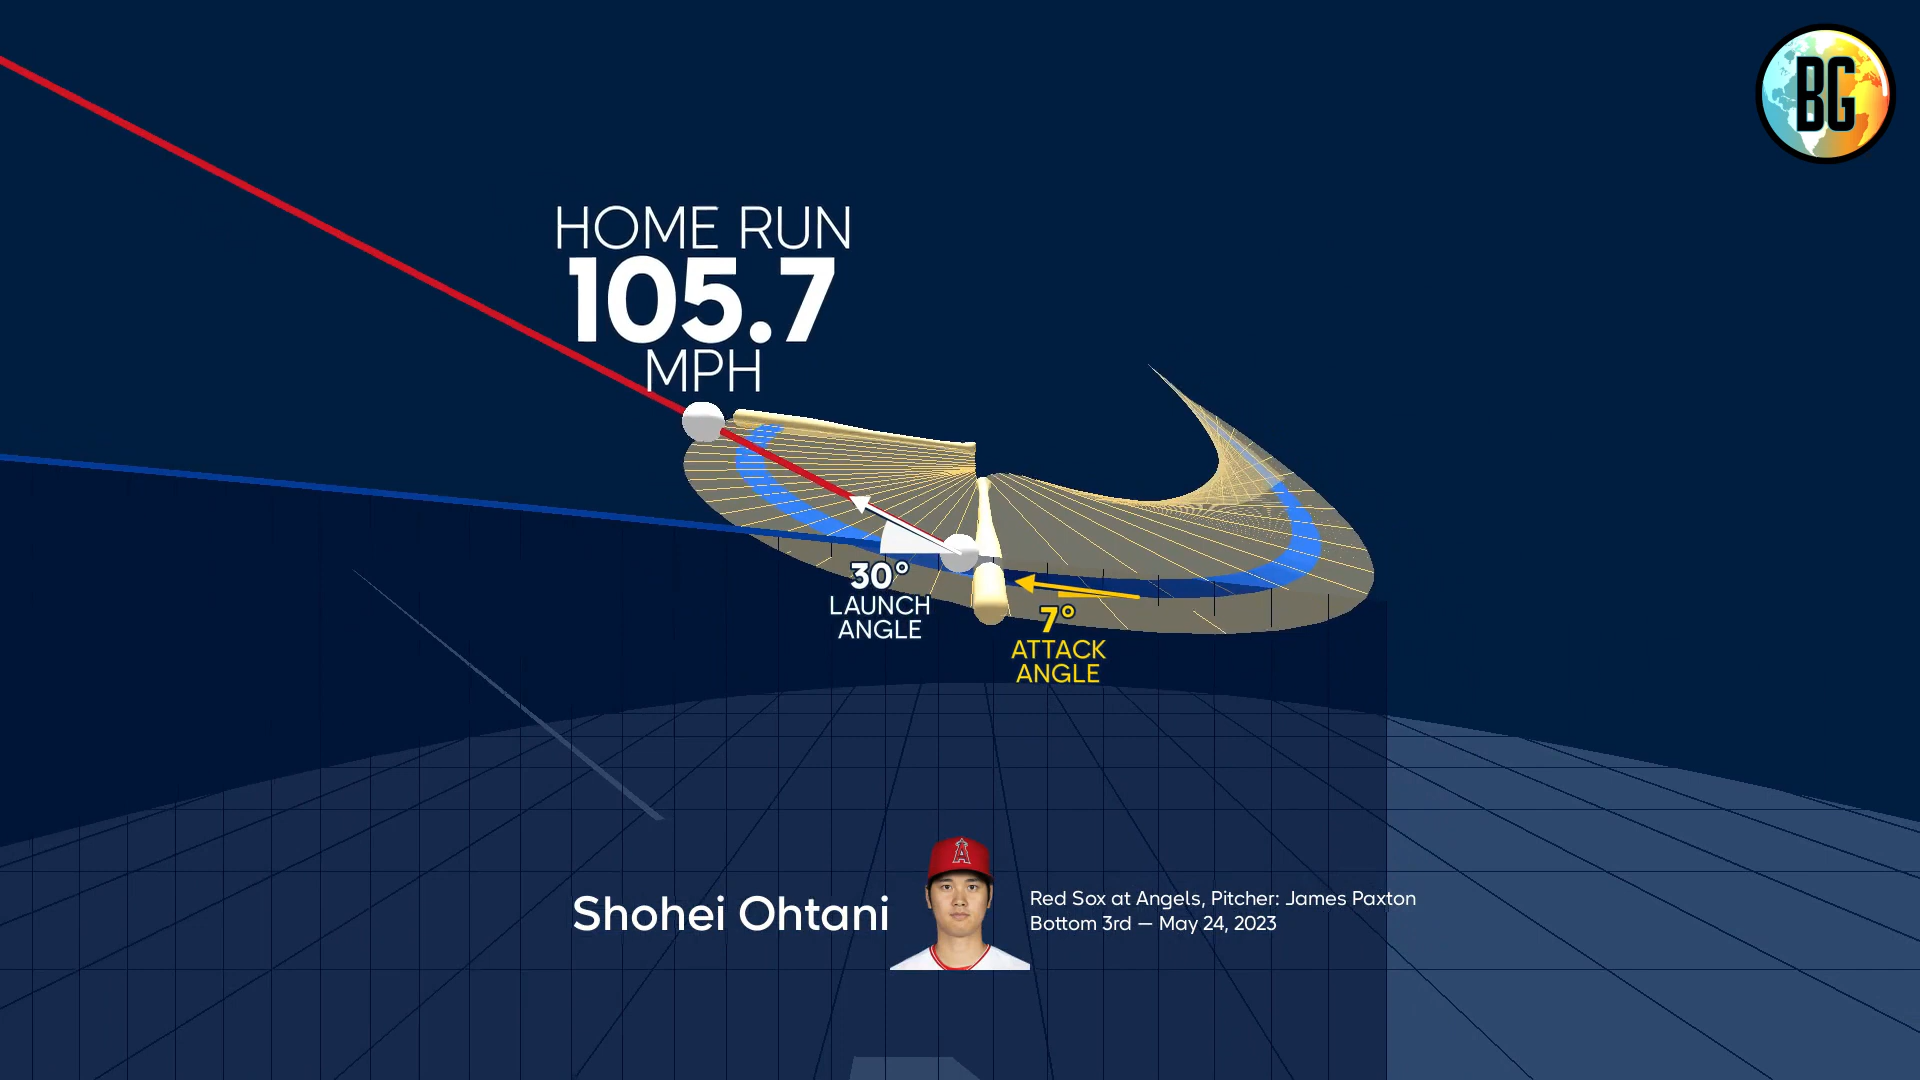 BG
HOME RUN
105.7
MPH
30°
LAUNCH
ANGLE
7°
ATTACK
ANGLE
A
Shohei Ohtani
Red Sox at Angels, Pitcher: James Paxton
Bottom 3rd — May 24, 2023